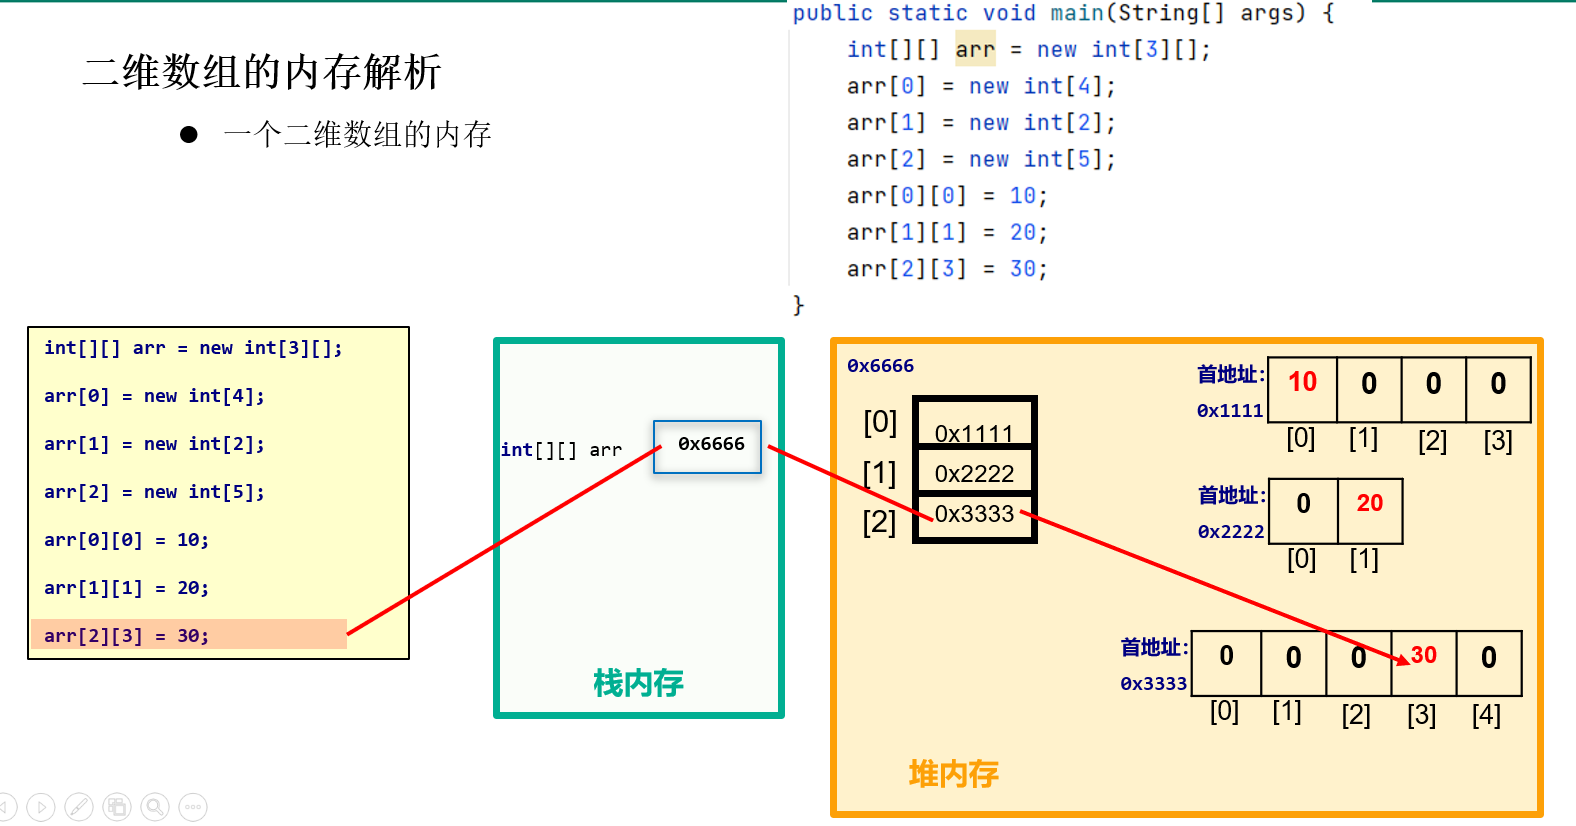 二维数组的内存解析
● 一个二维数组的内存
public static void main(String[] args) {
int[][] arr = new int[3][];
arr[0] = new int[4];
arr[1] = new int[2];
arr[2] = new int[5];
arr[0][0] = 10;
arr[1][1] = 20;
arr[2][3] = 30;
}
int[][] arr = new int[3][];
arr[0] = new int[4];
arr[1] = new int[2];
arr[2] = new int[5];
arr[0][0] = 10;
arr[1][1] = 20;
arr[2][3] = 30;
int[][] arr 0x6666
栈内存
0x6666
[0] 0x1111
[1] 0x2222
[2] 0x3333
首地址: 10 0 0 0
0x1111
[0] [1] [2] [3]
首地址: 0 20
0x2222
[0] [1]
首地址: 0 0 0 30 0
0x3333
[0] [1] [2] [3] [4]
堆内存